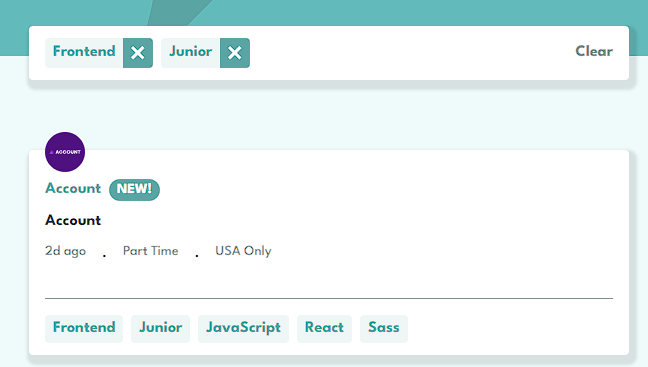 Frontend Junior Clear
ACCOUNT
Account NEW!
Account
2d ago . Part Time . USA Only
Frontend Junior JavaScript React Sass